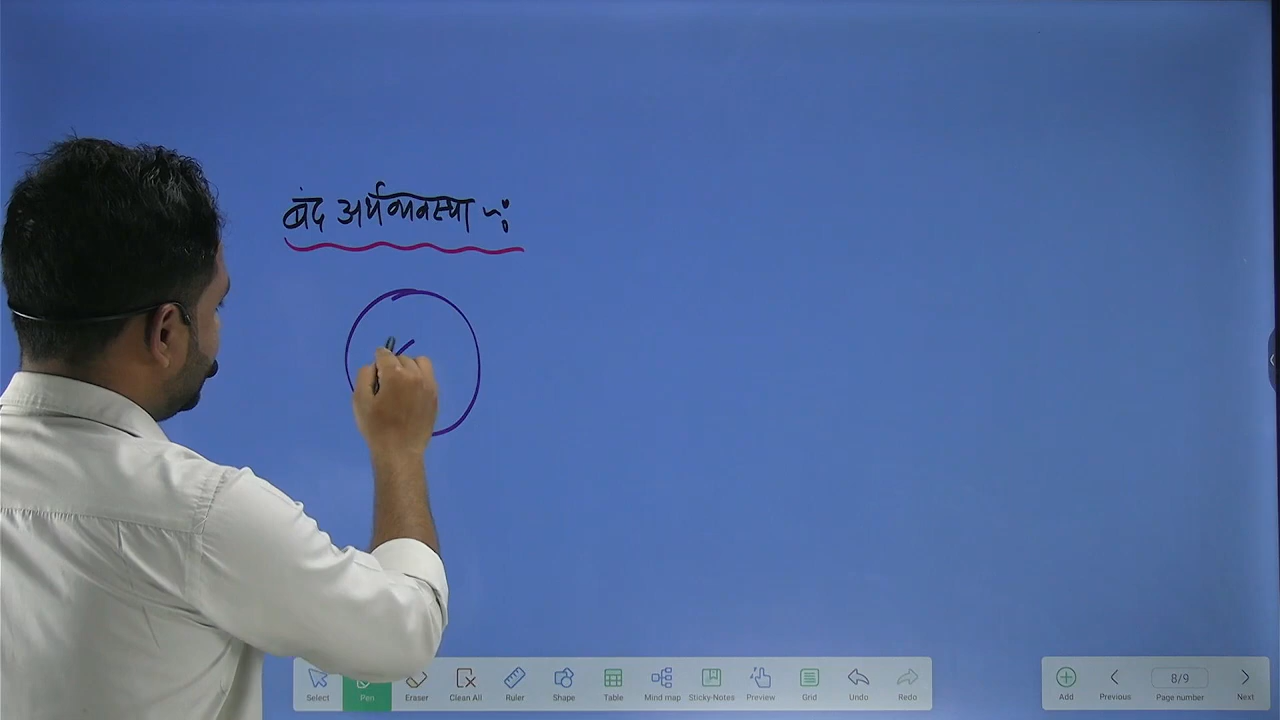 बंद अर्थव्यवस्था -:
Select Pen Eraser Clean All Ruler Shape Table Mind map Sticky-Notes Preview Grid Undo Redo
Add Previous 8/9 Page number Next